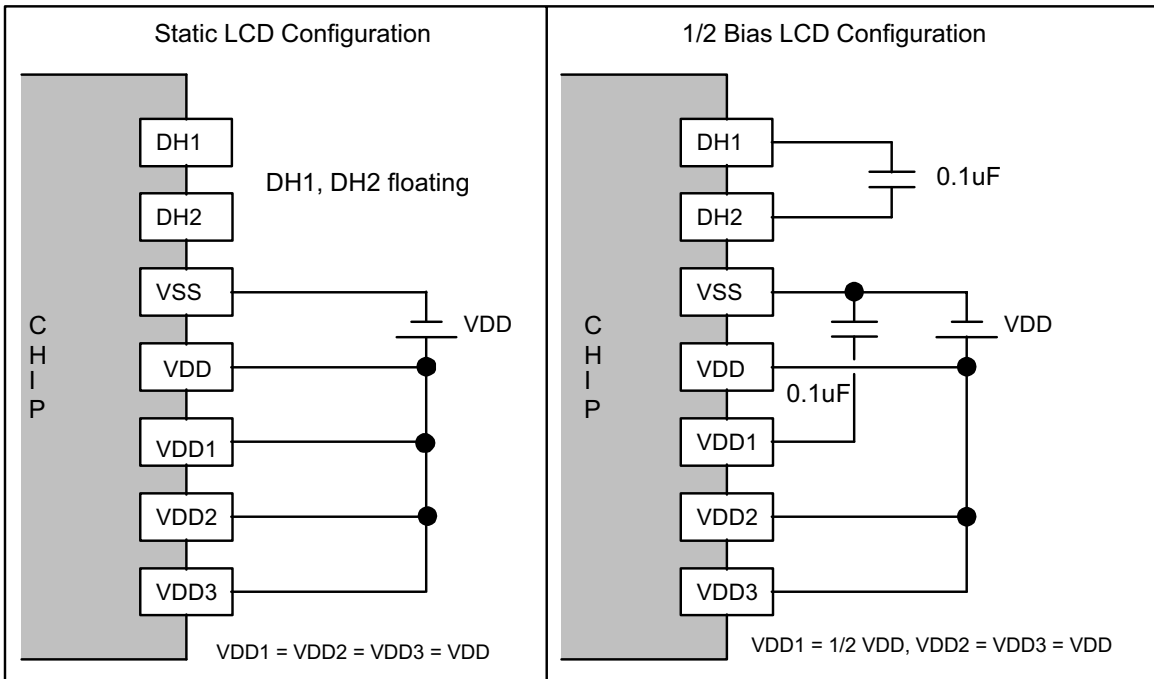 Static LCD Configuration
DH1
DH2
DH1, DH2 floating
VSS
VDD
VDD
VDD1
VDD2
VDD3
C
H
I
P
VDD1 = VDD2 = VDD3 = VDD
1/2 Bias LCD Configuration
DH1
DH2
0.1uF
VSS
VDD
VDD
0.1uF
VDD1
VDD2
VDD3
C
H
I
P
VDD1 = 1/2 VDD, VDD2 = VDD3 = VDD